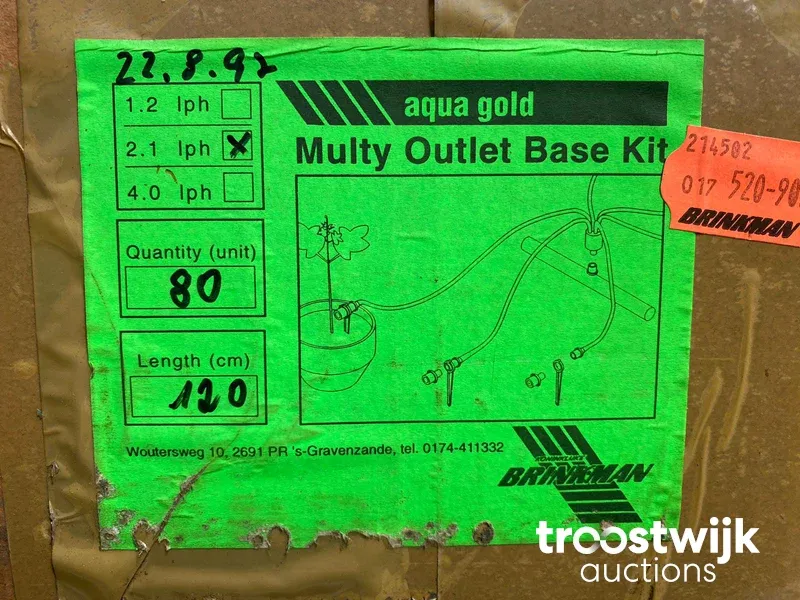 22.8.97
1.2 lph
2.1 lph
4.0 lph
aqua gold
Multy Outlet Base Kit
Quantity (unit)
80
Length (cm)
120
Woutersweg 10, 2691 PR 's-Gravenzande, tel. 0174-411332
BRINKMAN
214502
017 520-90
BRINKMAN
troostwijk
auctions